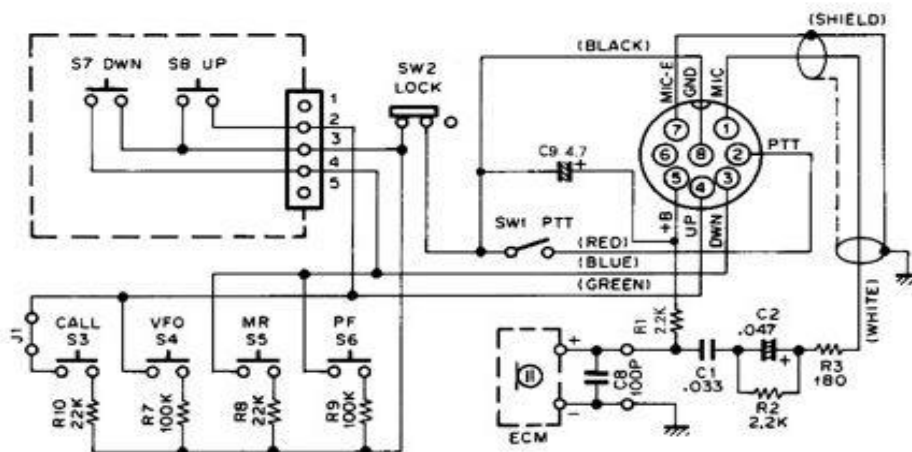 S7 DWN
S8 UP
1
2
3
4
5
SW2
LOCK
(BLACK)
(SHIELD)
MIC-E
GND
MIC
7
1
6
8
2
5
4
3
PTT
C9 4.7
+
SW1 PTT
+B
UP
DWN
(RED)
(BLUE)
(GREEN)
(WHITE)
J1
CALL
S3
VFO
S4
MR
S5
PF
S6
R10
22K
R7
100K
R8
22K
R9
100K
ECM
+
-
C8
100P
R1
2.2K
C1
.033
C2
.047
+
R2
2.2K
R3
180